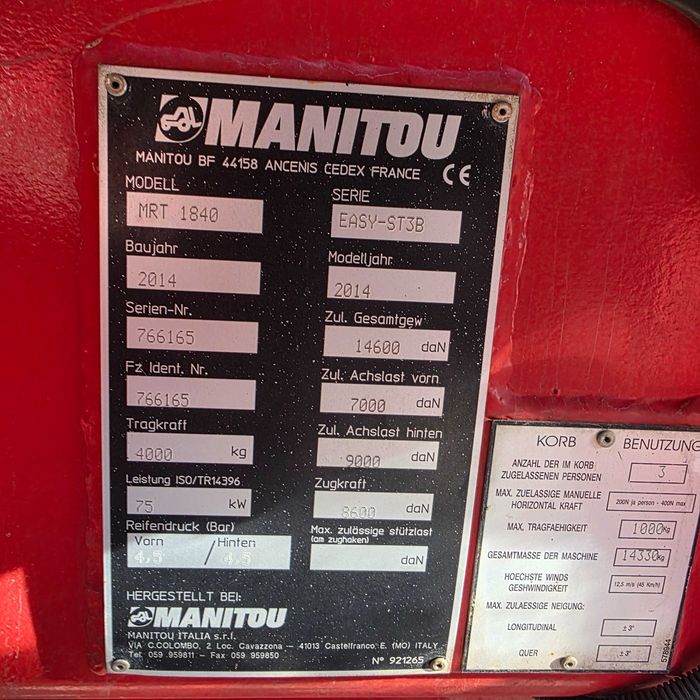 MANITOU
MANITOU BF 44158 ANCENIS CEDEX FRANCE CE
MODELL
MRT 1840
SERIE
EASY-ST3B
Baujahr
2014
Modelljahr
2014
Serien-Nr.
766165
Zul. Gesamtgew
14600 daN
Fz Ident. Nr.
766165
Zul. Achslast vorn
7000 daN
Tragkraft
4000 kg
Zul. Achslast hinten
9000 daN
Leistung ISO/TR14396
75 kW
Zugkraft
8600 daN
Reifendruck (Bar)
Vorn / Hinten
4,5 4,5
Max. zulössige stützlast
(am zughaken)
daN
HERGESTELLT BEI:
MANITOU
MANITOU ITALIA s.r.l.
VIA C.COLOMBO, 2 Loc. Cavazzona - 41013 Castelfranco E. (MO) ITALY
Tel: 059 959811 - Fax 059 959850
N° 921265
KORB BENUTZUNG
ANZAHL DER IM KORB
ZUGELASSENEN PERSONEN
3
MAX. ZUELASSIGE MANUELLE
HORIZONTAL KRAFT
200N ja person - 400N max
MAX, TRAGFAEHIGKEIT
1000Kg
GESAMTMASSE DER MASCHINE
14330Kg
HOECHSTE WINDS
GESHWINDIGKEIT
12,5 m/s (45 Km/h)
MAX. ZULAESSIGE NEIGUNG:
LONGITUDINAL
±3°
QUER
±3°
578944